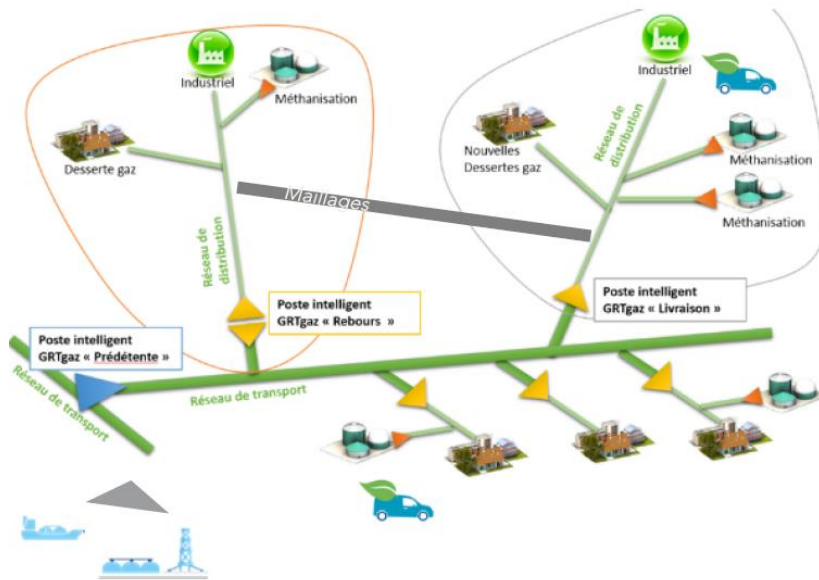 Industriel
Méthanisation
Desserte gaz
Réseau de
distribution
Maillages
Industriel
Nouvelles
Dessertes gaz
Réseau de
distribution
Méthanisation
Méthanisation
Poste intelligent
GRTgaz « Prédétente »
Poste intelligent
GRTgaz « Rebours »
Poste intelligent
GRTgaz « Livraison »
Réseau de transport
Réseau de transport